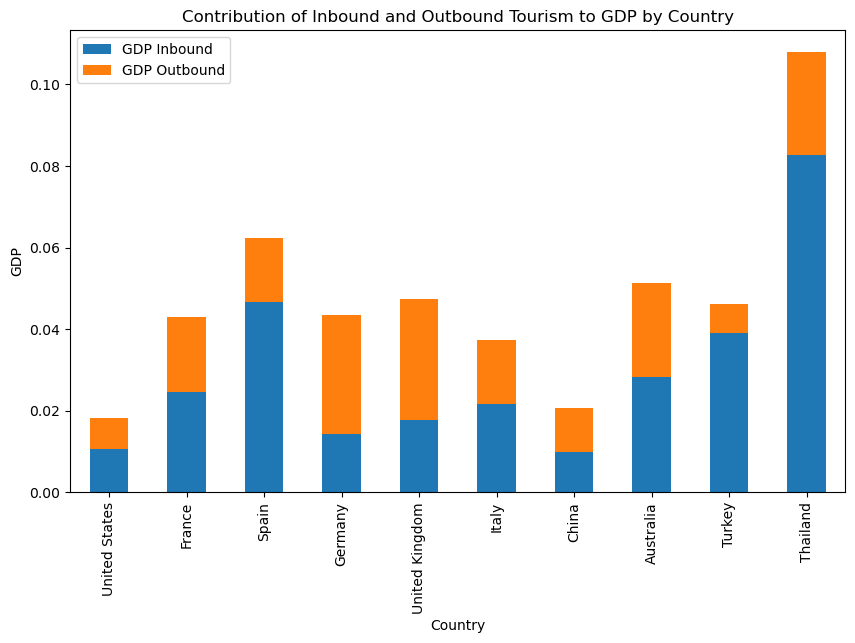 Contribution of Inbound and Outbound Tourism to GDP by Country
GDP Inbound
GDP Outbound
GDP
0.10
0.08
0.06
0.04
0.02
0.00
United States
France
Spain
Germany
United Kingdom
Italy
China
Australia
Turkey
Thailand
Country